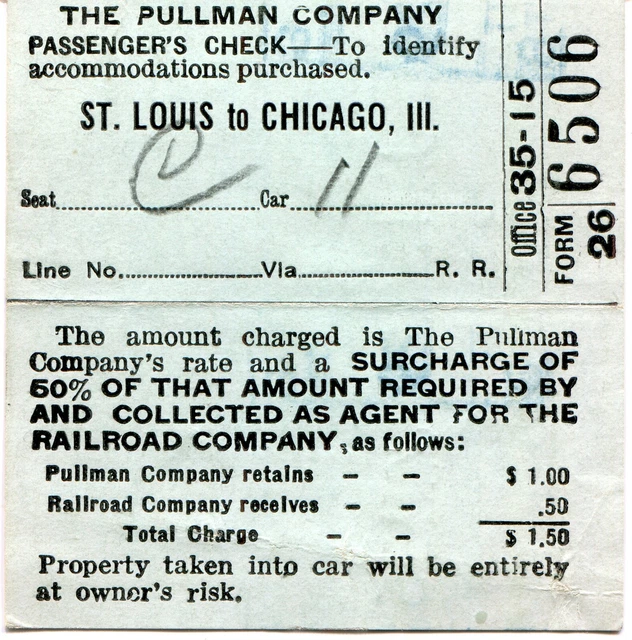 THE PULLMAN COMPANY
PASSENGER'S CHECK—To identify
accommodations purchased.
ST. LOUIS to CHICAGO, Ill.
Seat C Car 11
Line No. Via R. R.
Office 35-15
FORM 26
6506
The amount charged is The Pullman
Company's rate and a SURCHARGE OF
50% OF THAT AMOUNT REQUIRED BY
AND COLLECTED AS AGENT FOR THE
RAILROAD COMPANY, as follows:
Pullman Company retains – – $ 1.00
Railroad Company receives – – .50
Total Charge – – $ 1.50
Property taken into car will be entirely
at owner's risk.